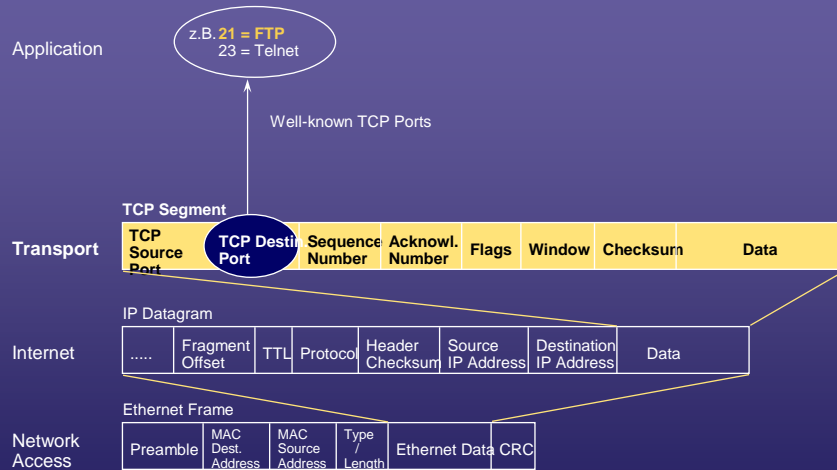 Application
z.B. 21 = FTP
23 = Telnet
Well-known TCP Ports
TCP Segment
Transport
TCP
Source
Port
TCP Destin.
Port
Sequence
Number
Acknowl.
Number
Flags
Window
Checksum
Data
IP Datagram
Internet
.....
Fragment
Offset
TTL
Protocol
Header
Checksum
Source
IP Address
Destination
IP Address
Data
Ethernet Frame
Network
Access
Preamble
MAC
Dest.
Address
MAC
Source
Address
Type
/
Length
Ethernet Data
CRC